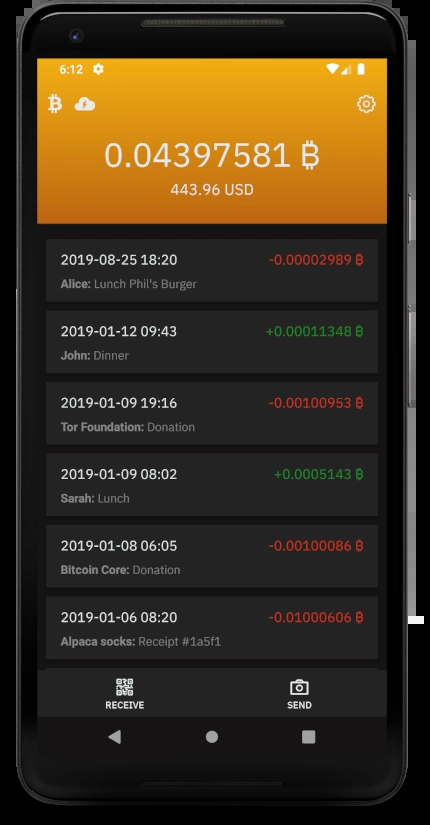 6:12
0.04397581 ₿
443.96 USD
2019-08-25 18:20 -0.00002989 ₿
Alice: Lunch Phil's Burger
2019-01-12 09:43 +0.00011348 ₿
John: Dinner
2019-01-09 19:16 -0.00100953 ₿
Tor Foundation: Donation
2019-01-09 08:02 +0.0005143 ₿
Sarah: Lunch
2019-01-08 06:05 -0.00100086 ₿
Bitcoin Core: Donation
2019-01-06 08:20 -0.01000606 ₿
Alpaca socks: Receipt #1a5f1
RECEIVE SEND